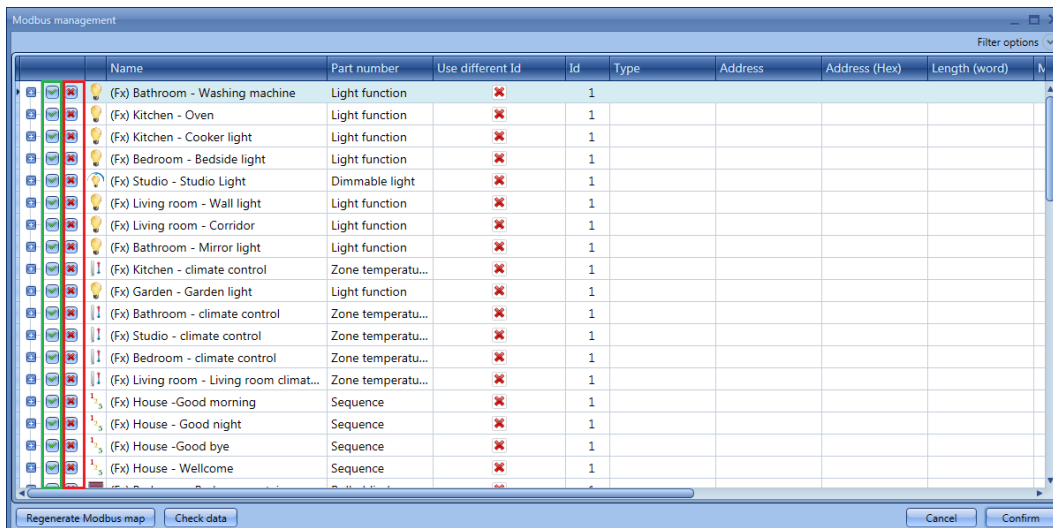 Modbus management
Filter options
Name Part number Use different Id Id Type Address Address (Hex) Length (word)
(Fx) Bathroom - Washing machine Light function 1
(Fx) Kitchen - Oven Light function 1
(Fx) Kitchen - Cooker light Light function 1
(Fx) Bedroom - Bedside light Light function 1
(Fx) Studio - Studio Light Dimmable light 1
(Fx) Living room - Wall light Light function 1
(Fx) Living room - Corridor Light function 1
(Fx) Bathroom - Mirror light Light function 1
(Fx) Kitchen - climate control Zone temperatu... 1
(Fx) Garden - Garden light Light function 1
(Fx) Bathroom - climate control Zone temperatu... 1
(Fx) Studio - climate control Zone temperatu... 1
(Fx) Bedroom - climate control Zone temperatu... 1
(Fx) Living room - Living room climat... Zone temperatu... 1
(Fx) House -Good morning Sequence 1
(Fx) House - Good night Sequence 1
(Fx) House -Good bye Sequence 1
(Fx) House - Wellcome Sequence 1
Regenerate Modbus map Check data Cancel Confirm